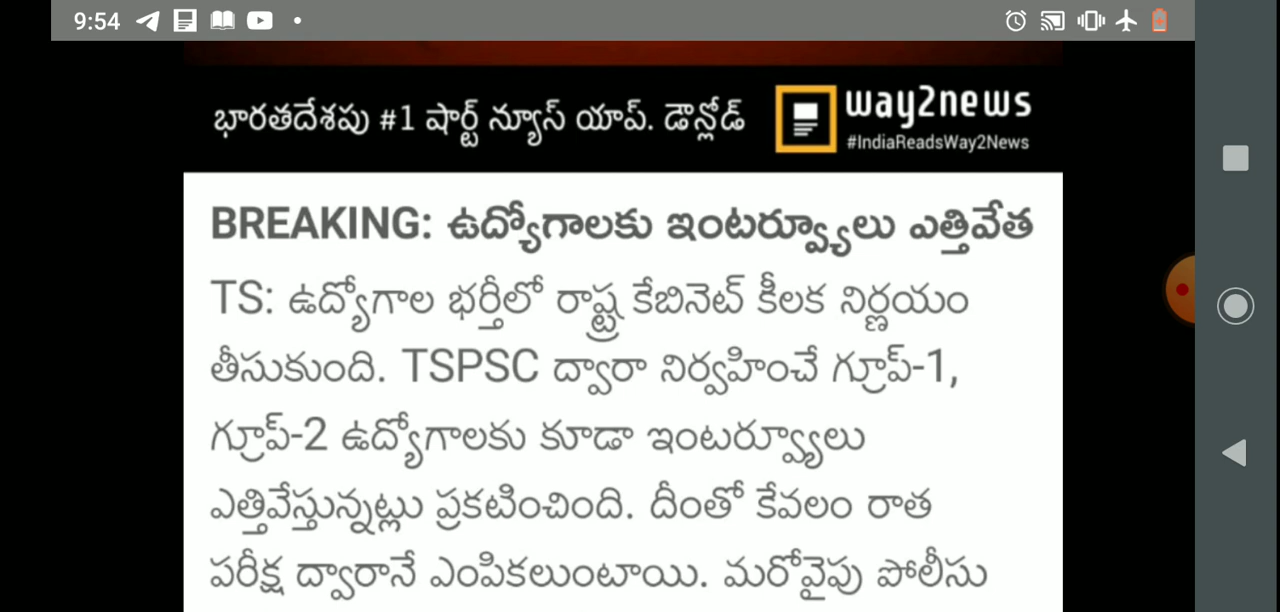 9:54
భారతదేశపు #1 షార్ట్ న్యూస్ యాప్. డౌన్లోడ్
way2news
#IndiaReadsWay2News
BREAKING: ఉద్యోగాలకు ఇంటర్వ్యూలు ఎత్తివేత
TS: ఉద్యోగాల భర్తీలో రాష్ట్ర కేబినెట్ కీలక నిర్ణయం
తీసుకుంది. TSPSC ద్వారా నిర్వహించే గ్రూప్-1,
గ్రూప్-2 ఉద్యోగాలకు కూడా ఇంటర్వ్యూలు
ఎత్తివేస్తున్నట్లు ప్రకటించింది. దీంతో కేవలం రాత
పరీక్ష ద్వారానే ఎంపికలుంటాయి. మరోవైపు పోలీసు